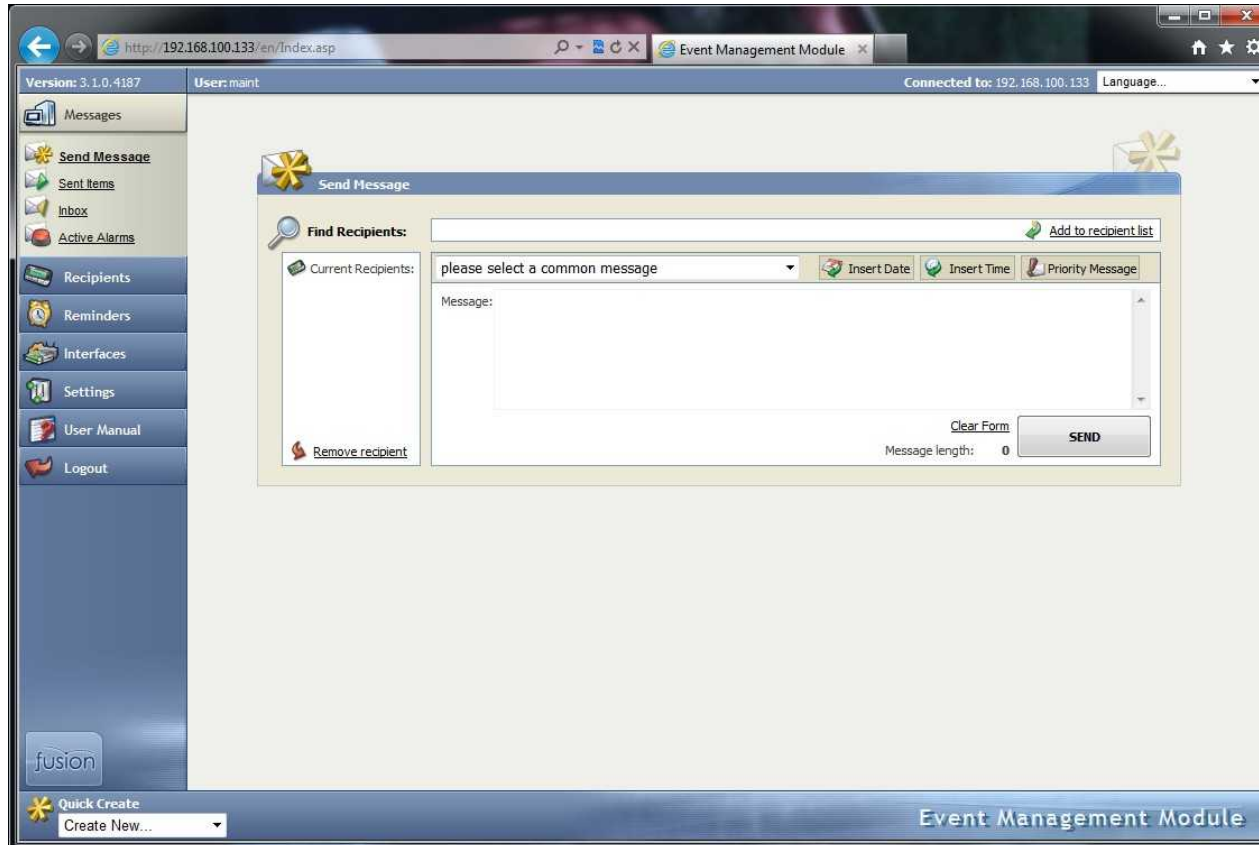 http://192.168.100.133/en/Index.asp
Event Management Module
Version: 3.1.0.4187
User: maint
Connected to: 192.168.100.133
Language...
Messages
Send Message
Sent Items
Inbox
Active Alarms
Recipients
Reminders
Interfaces
Settings
User Manual
Logout
Send Message
Find Recipients:
Add to recipient list
Current Recipients:
please select a common message
Insert Date
Insert Time
Priority Message
Message:
Remove recipient
Clear Form
Message length: 0
SEND
fusion
Quick Create
Create New...
Event Management Module